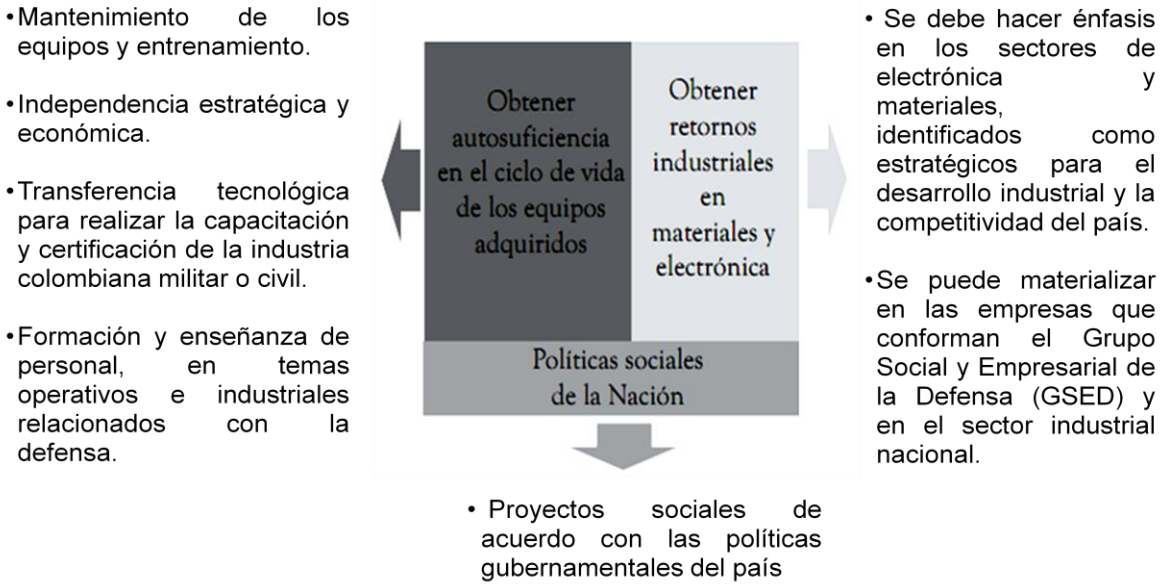 •Mantenimiento de los
equipos y entrenamiento.
•Independencia estratégica y
económica.
•Transferencia tecnológica
para realizar la capacitación
y certificación de la industria
colombiana militar o civil.
•Formación y enseñanza de
personal, en temas
operativos e industriales
relacionados con la
defensa.
Obtener
autosuficiencia
en el ciclo de vida
de los equipos
adquiridos
Obtener
retornos
industriales
en
materiales y
electrónica
Políticas sociales
de la Nación
• Se debe hacer énfasis
en los sectores de
electrónica y
materiales,
identificados como
estratégicos para el
desarrollo industrial y la
competitividad del país.
•Se puede materializar
en las empresas que
conforman el Grupo
Social y Empresarial de
la Defensa (GSED) y
en el sector industrial
nacional.
• Proyectos sociales de
acuerdo con las políticas
gubernamentales del país